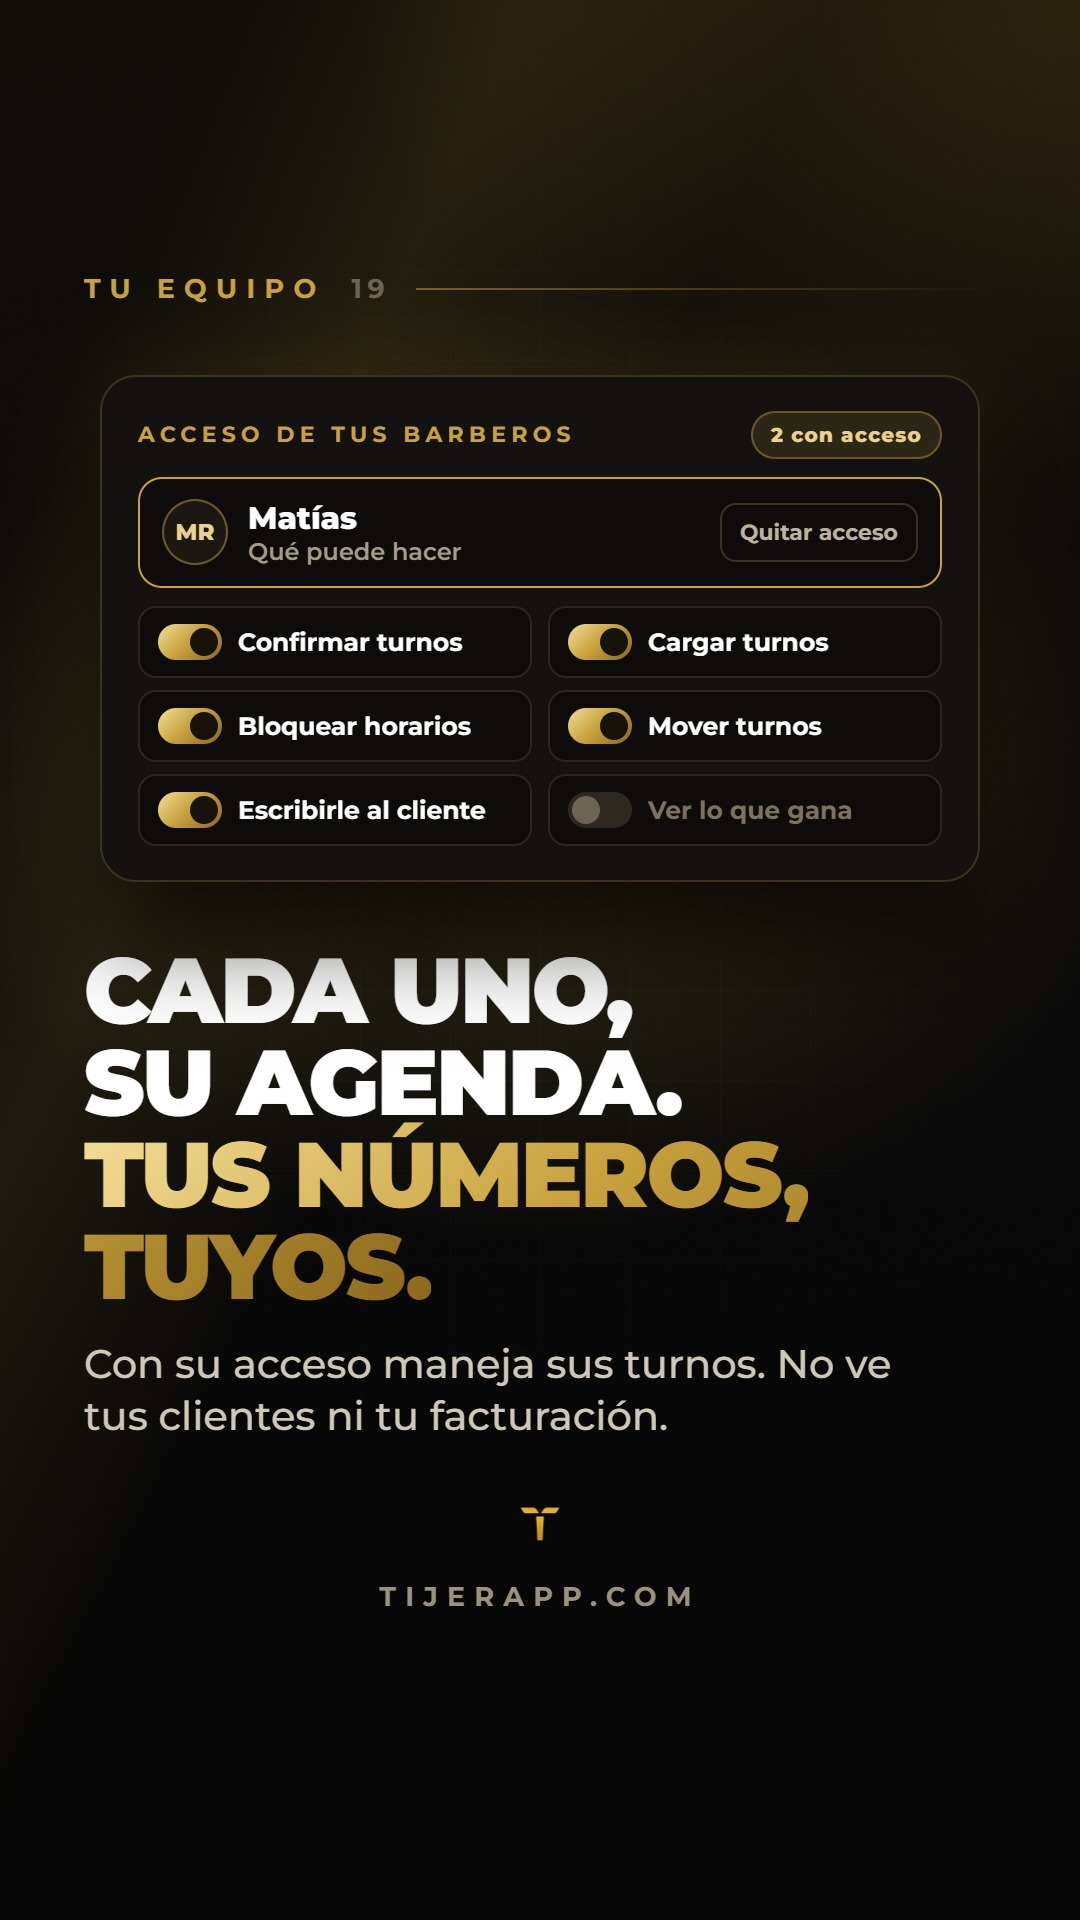 TU EQUIPO 19
ACCESO DE TUS BARBEROS
2 con acceso
MR
Matías
Qué puede hacer
Quitar acceso
Confirmar turnos
Cargar turnos
Bloquear horarios
Mover turnos
Escribirle al cliente
Ver lo que gana
CADA UNO,
SU AGENDA.
TUS NÚMEROS,
TUYOS.
Con su acceso maneja sus turnos. No ve
tus clientes ni tu facturación.
TIJERAPP.COM